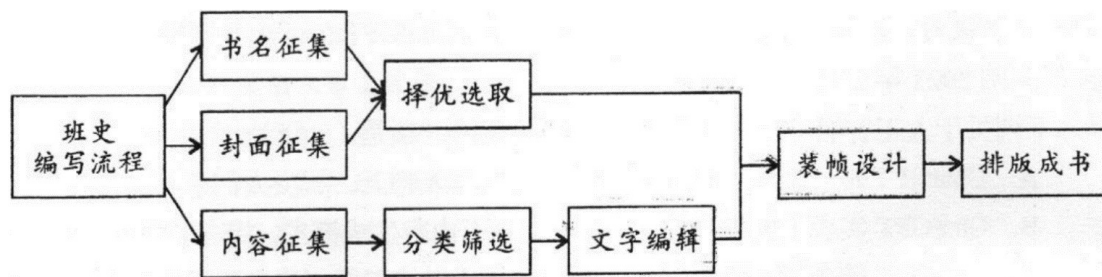 书名征集
择优选取
班史
编写流程
封面征集
装帧设计
排版成书
内容征集
分类筛选
文字编辑